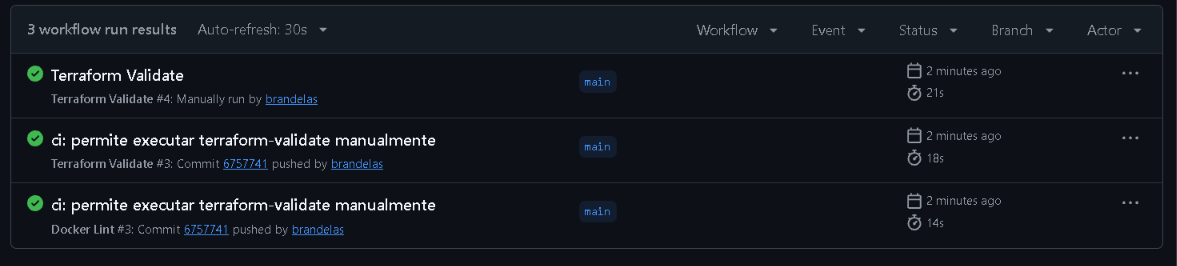 3 workflow run results Auto-refresh: 30s Workflow Event Status Branch Actor
Terraform Validate main 2 minutes ago
Terraform Validate #4: Manually run by brandelas 21s
ci: permite executar terraform-validate manualmente main 2 minutes ago
Terraform Validate #3: Commit 6757741 pushed by brandelas 18s
ci: permite executar terraform-validate manualmente main 2 minutes ago
Docker Lint #3: Commit 6757741 pushed by brandelas 14s